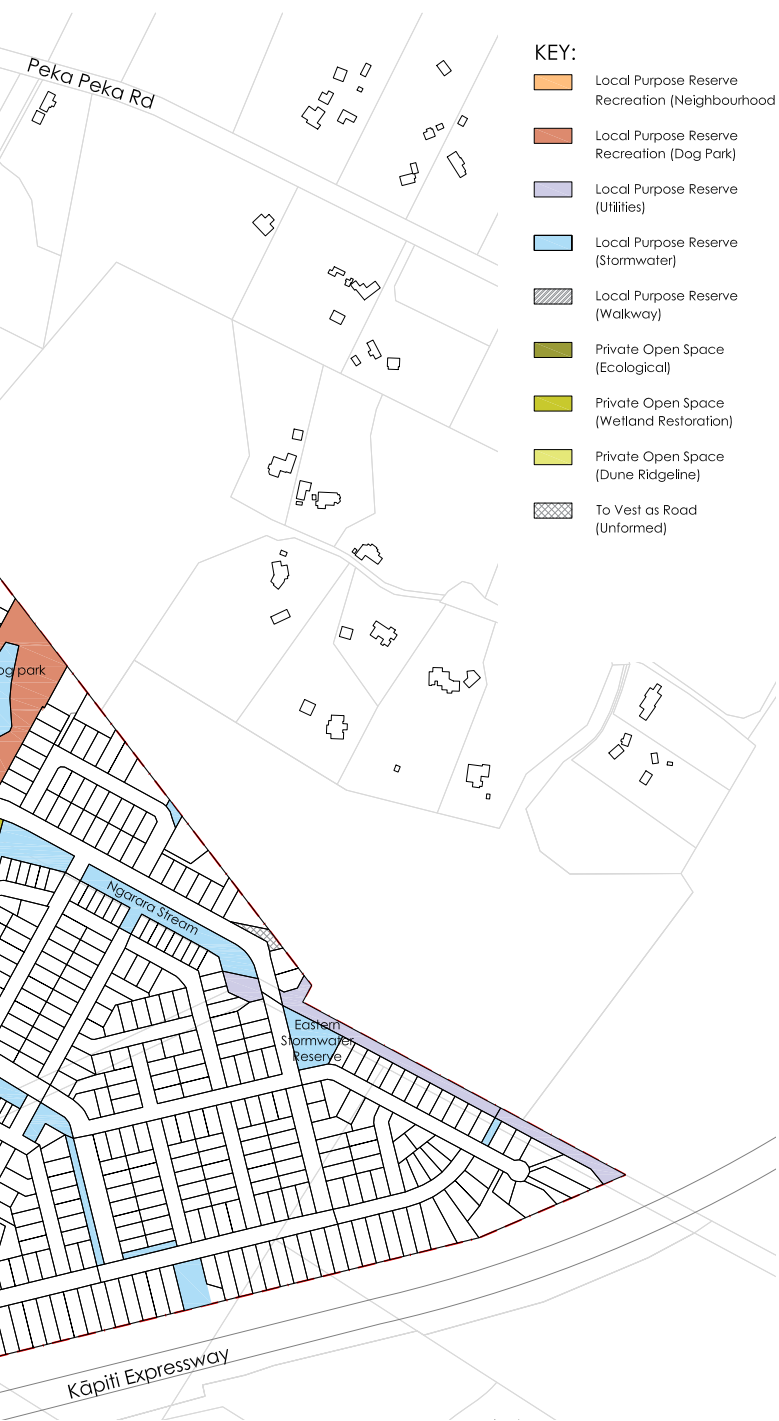 Peka Peka Rd
KEY:
Local Purpose Reserve
Recreation (Neighbourhood
Local Purpose Reserve
Recreation (Dog Park)
Local Purpose Reserve
(Utilities)
Local Purpose Reserve
(Stormwater)
Local Purpose Reserve
(Walkway)
Private Open Space
(Ecological)
Private Open Space
(Wetland Restoration)
Private Open Space
(Dune Ridgeline)
To Vest as Road
(Unformed)
og park
Ngarara Stream
Eastern
Stormwater
Reserve
Kāpiti Expressway